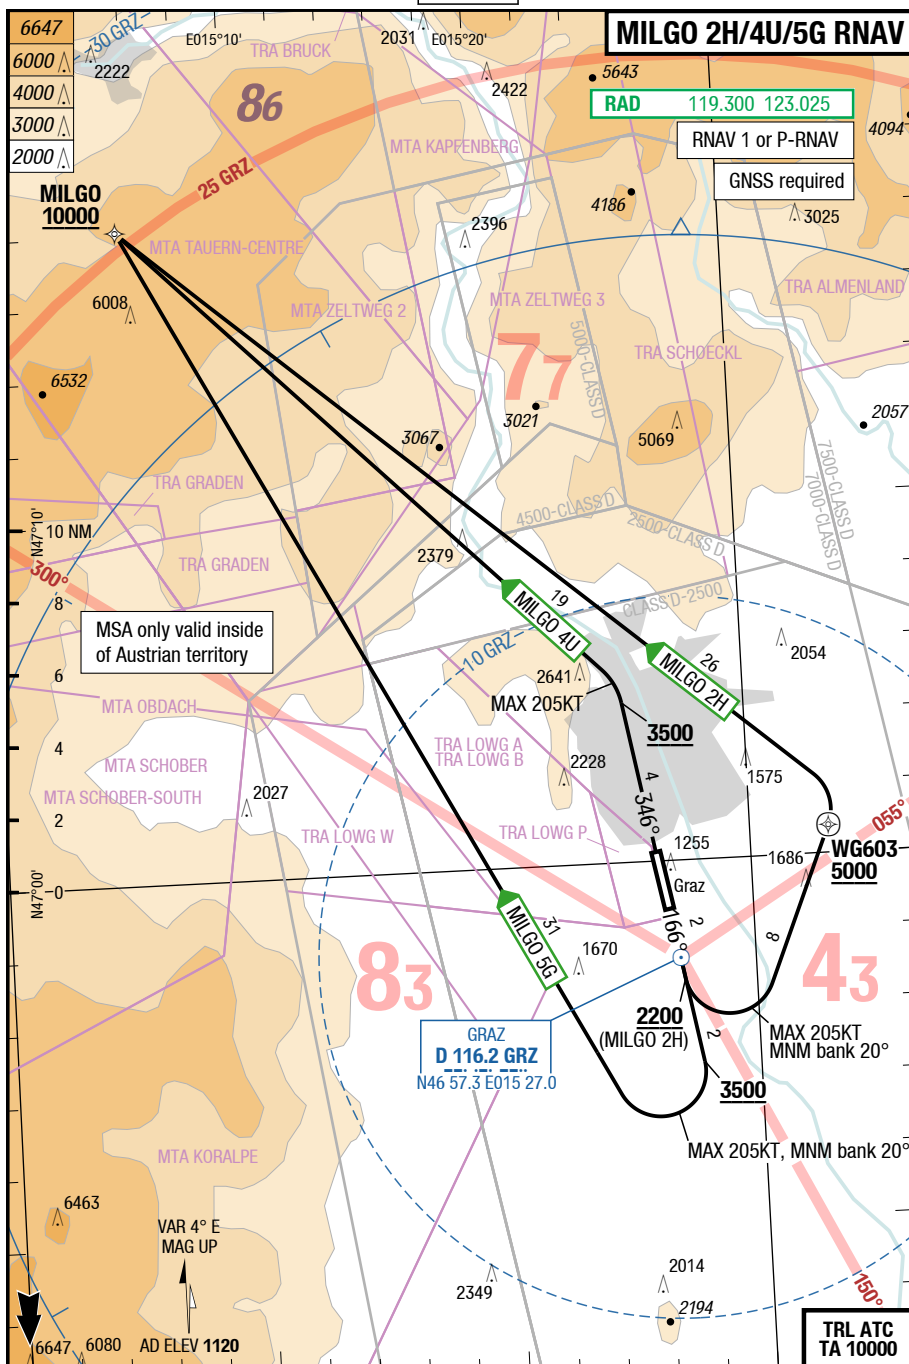 MILGO 2H/4U/5G RNAV
6647
6000
4000
3000
2000
30 GRZ
2222
E015°10'
TRA BRUCK
2031
E015°20'
5643
2422
RAD 119.300 123.025
4094
86
MTA KAPFENBERG
RNAV 1 or P-RNAV
GNSS required
25 GRZ
MILGO
10000
4186
3025
2396
MTA TAUERN-CENTRE
TRA ALMENLAND
6008
MTA ZELTWEG 2
MTA ZELTWEG 3
5000-CLASS D
TRA SCHOECKL
77
6532
3021
2057
3067
5069
7500-CLASS D
7000-CLASS D
TRA GRADEN
4500-CLASS D
2500-CLASS D
N47°10'
10 NM
2379
TRA GRADEN
300°
8
19
CLASS D-2500
MILGO 4U
MSA only valid inside
of Austrian territory
10 GRZ
26
MILGO 2H
2054
6
2641
MAX 205KT
MTA OBDACH
3500
4
TRA LOWG A
TRA LOWG B
MTA SCHOBER
2228
4
1575
MTA SCHOBER-SOUTH
2027
2
346°
055°
TRA LOWG W
TRA LOWG P
1255
1686
WG603
5000
N47°00'
0
Graz
31
MILGO 5G
166°
2
8
1670
83
43
2200
(MILGO 2H)
2
MAX 205KT
MNM bank 20°
GRAZ
D 116.2 GRZ
N46 57.3 E015 27.0
3500
MAX 205KT, MNM bank 20°
MTA KORALPE
6463
VAR 4° E
MAG UP
2349
2014
150°
2194
6647
6080
AD ELEV 1120
TRL ATC
TA 10000